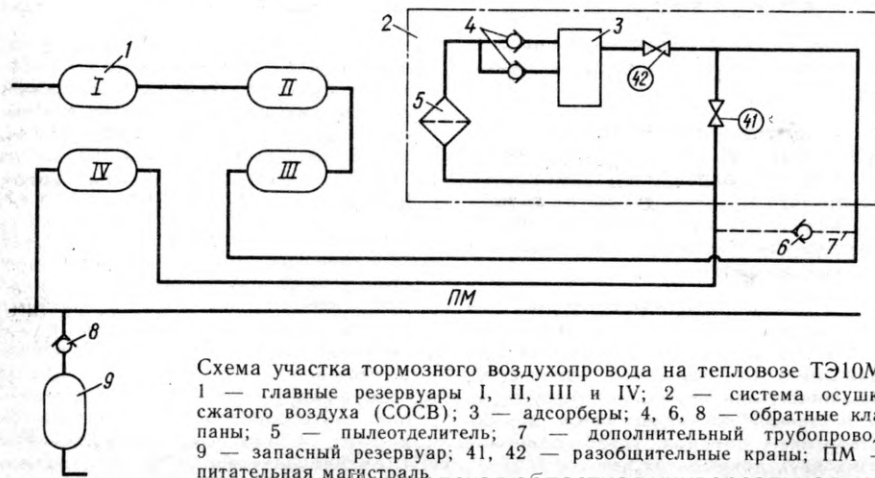 1
2
4
3
42
I
II
5
41
IV
III
6
7
ПМ
8
9
Схема участка тормозного воздухопровода на тепловозе ТЭ10М
1 — главные резервуары I, II, III и IV; 2 — система осушк
сжатого воздуха (СОСВ); 3 — адсорберы; 4, 6, 8 — обратные кла
паны; 5 — пылеотделитель; 7 — дополнительный трубопровод
9 — запасный резервуар; 41, 42 — разобщительные краны; ПМ —
питательная магистраль